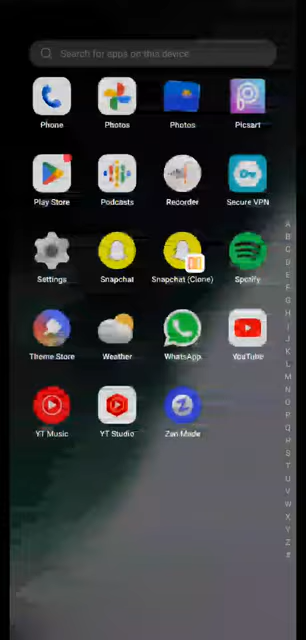 Search for apps on this device
Phone
Photos
Photos
Picsart
Play Store
Podcasts
Recorder
Secure VPN
Settings
Snapchat
Snapchat (Clone)
Spotify
Theme Store
Weather
WhatsApp
YouTube
YT Music
YT Studio
Zen Mode
A
B
C
D
E
F
G
H
I
J
K
L
M
N
O
P
Q
R
S
T
U
V
W
X
Y
Z
#